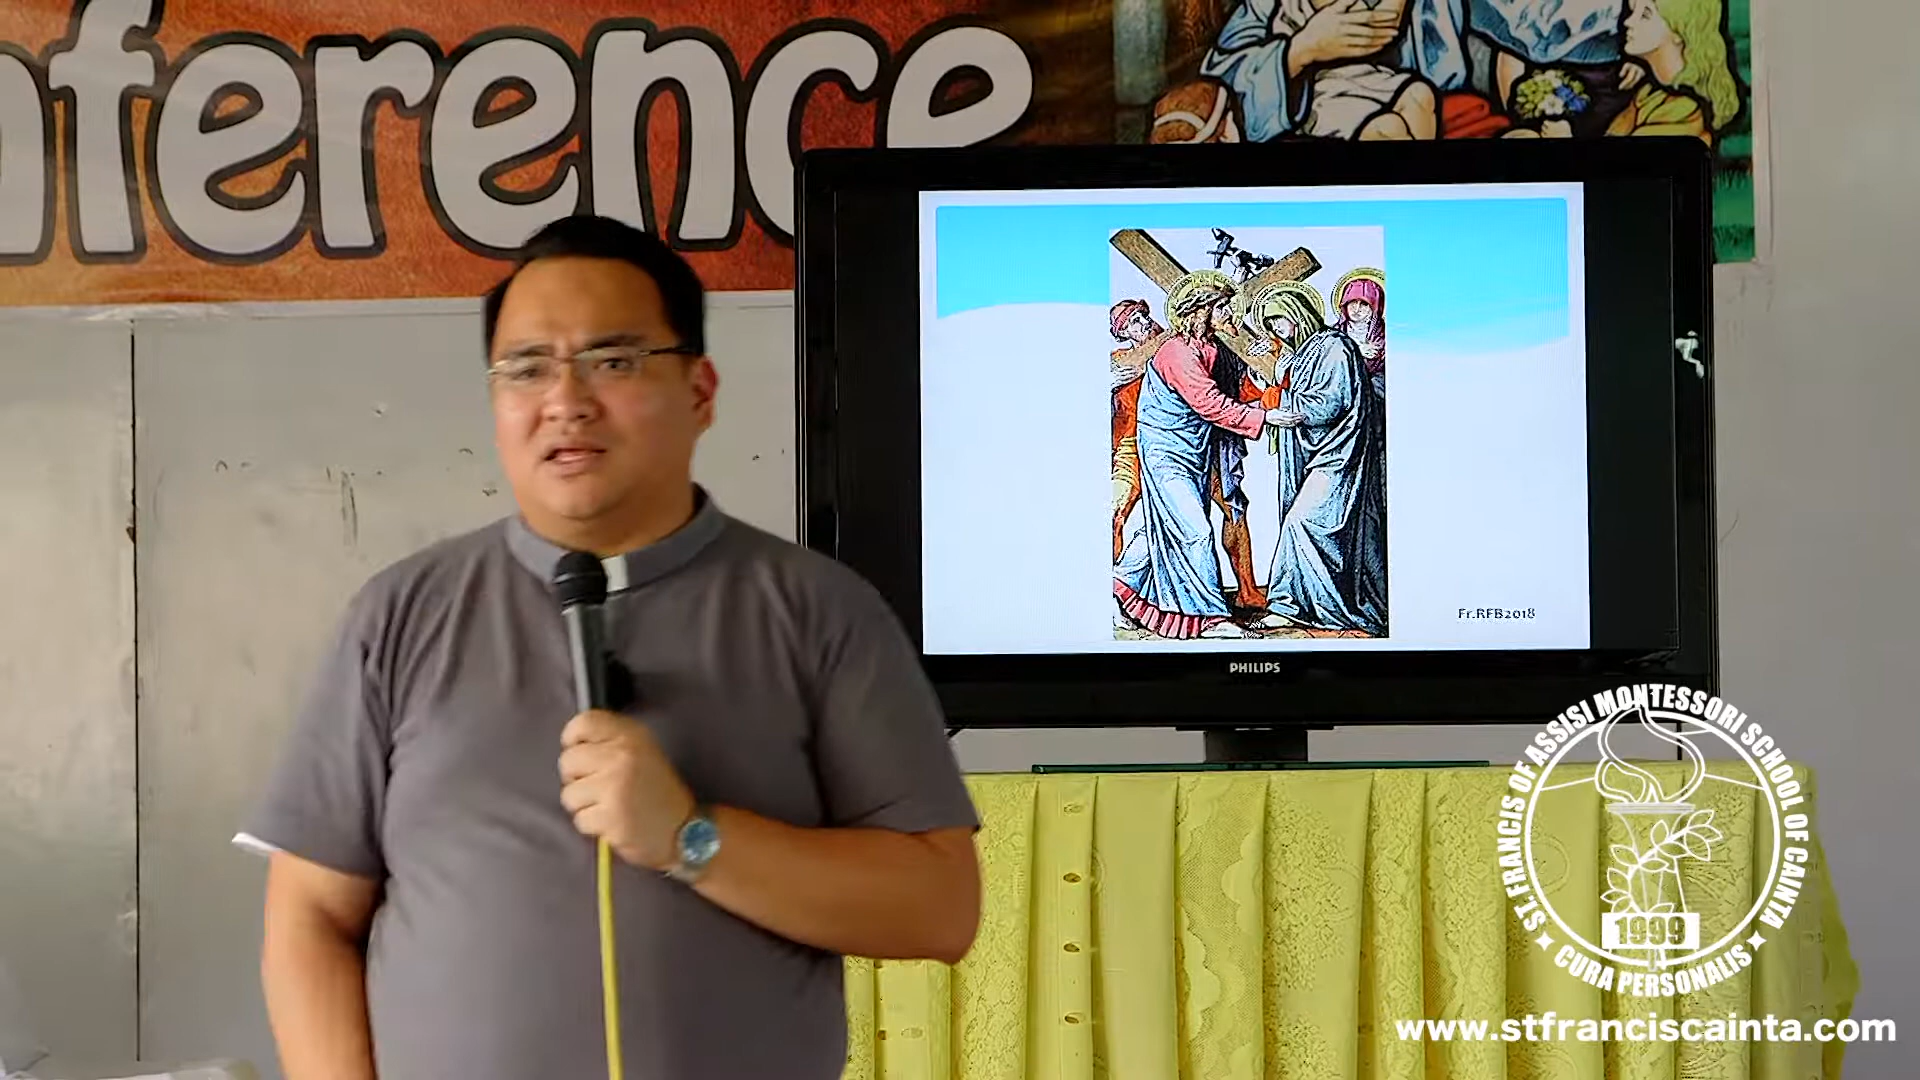 nference
Fr.RFB2018
PHILIPS
ST. FRANCIS OF ASSISI MONTESSORI SCHOOL OF CAINTA
1999
CURA PERSONALIS
www.stfranciscainta.com